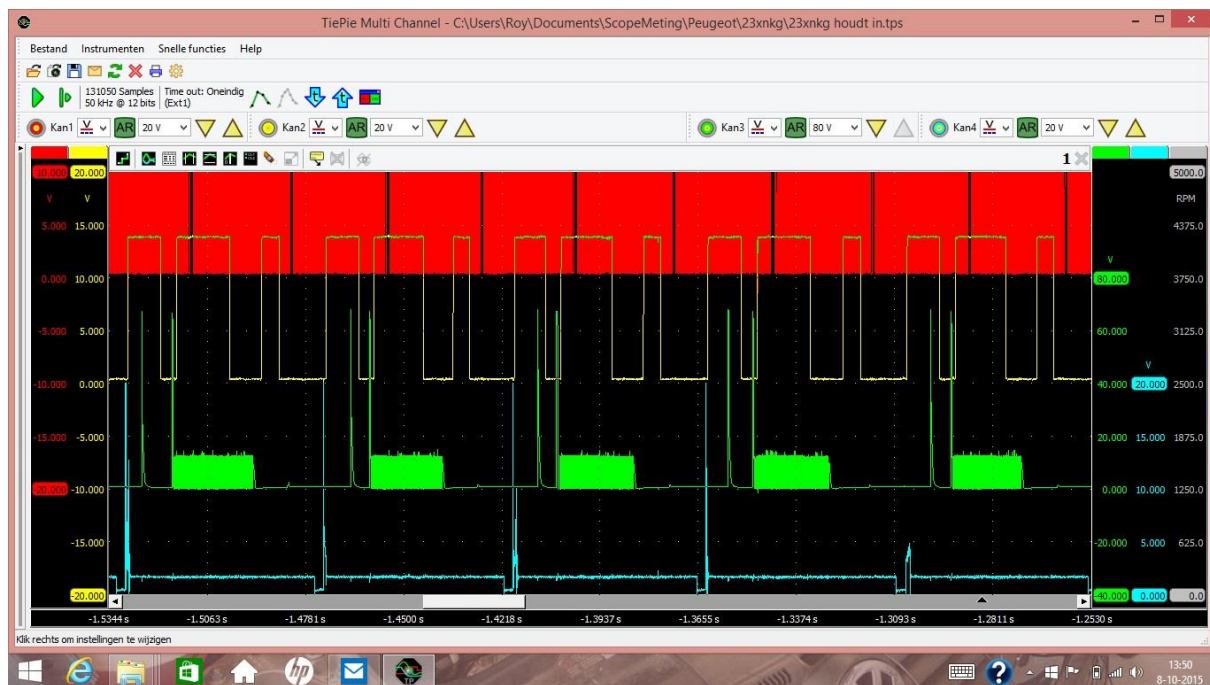 TiePie Multi Channel - C:\Users\Roy\Documents\ScopeMeting\Peugeot\23xnkg\23xnkg houdt in.tps
Bestand Instrumenten Snelle functies Help
131050 Samples Time out: Oneindig
50 kHz @ 12 bits (Ext1)
Kan1 AR 20 V Kan2 AR 20 V Kan3 AR 80 V Kan4 AR 20 V
1
10.000 20.000 5000.0
V V RPM
5.000 15.000 4375.0
V
0.000 10.000 80.000 3750.0
-5.000 5.000 60.000 3125.0
V
-10.000 0.000 40.000 20.000 2500.0
-15.000 -5.000 20.000 15.000 1875.0
-20.000 -10.000 0.000 10.000 1250.0
-15.000 -20.000 5.000 625.0
-20.000 -40.000 0.000 0.0
-1.5344 s -1.5063 s -1.4781 s -1.4500 s -1.4218 s -1.3937 s -1.3655 s -1.3374 s -1.3093 s -1.2811 s -1.2530 s
Klik rechts om instellingen te wijzigen
hp TP 13:50
8-10-2015